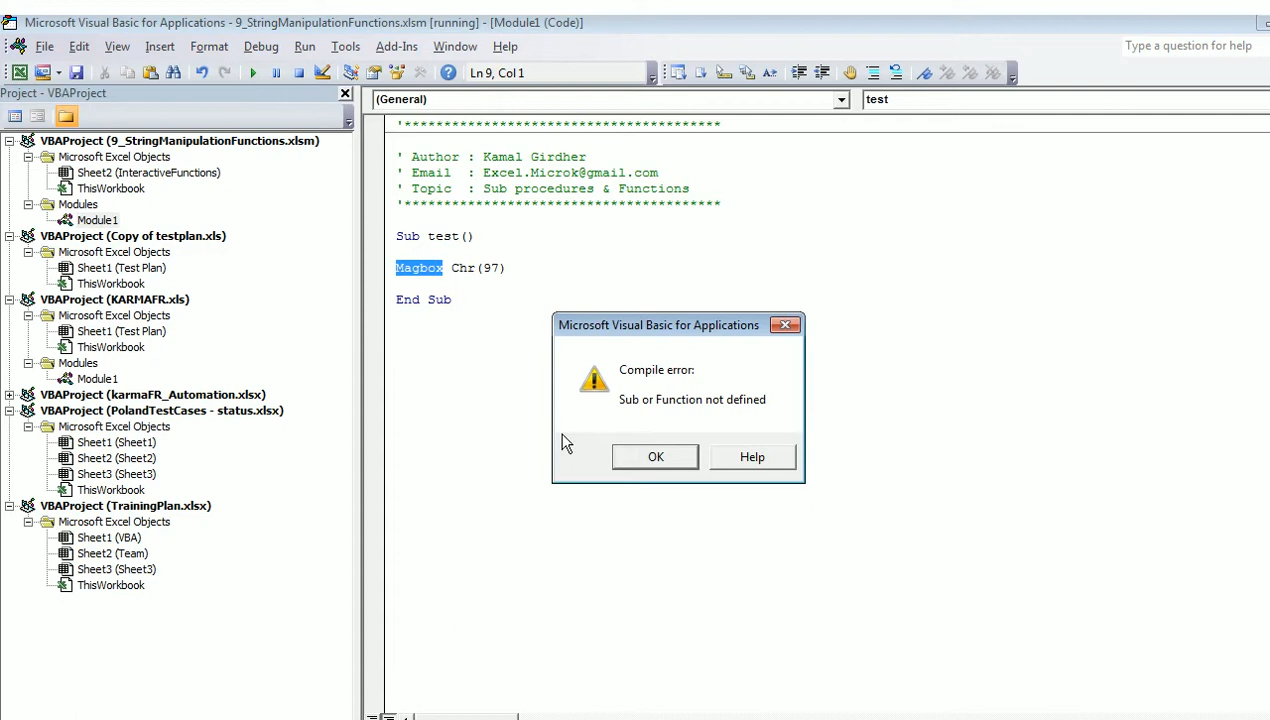 Microsoft Visual Basic for Applications - 9_StringManipulationFunctions.xlsm [running] - [Module1 (Code)]
File Edit View Insert Format Debug Run Tools Add-Ins Window Help
Type a question for help
Ln 9, Col 1
Project - VBAProject
(General)
test
VBAProject (9_StringManipulationFunctions.xlsm)
Microsoft Excel Objects
Sheet2 (InteractiveFunctions)
ThisWorkbook
Modules
Module1
VBAProject (Copy of testplan.xls)
Microsoft Excel Objects
Sheet1 (Test Plan)
ThisWorkbook
VBAProject (KARMAFR.xls)
Microsoft Excel Objects
Sheet1 (Test Plan)
ThisWorkbook
Modules
Module1
VBAProject (karmaFR_Automation.xlsx)
VBAProject (PolandTestCases - status.xlsx)
Microsoft Excel Objects
Sheet1 (Sheet1)
Sheet2 (Sheet2)
Sheet3 (Sheet3)
ThisWorkbook
VBAProject (TrainingPlan.xlsx)
Microsoft Excel Objects
Sheet1 (VBA)
Sheet2 (Team)
Sheet3 (Sheet3)
ThisWorkbook
'****************************************
' Author : Kamal Girdher
' Email  : Excel.Microk@gmail.com
' Topic  : Sub procedures & Functions
'****************************************
Sub test()
Magbox Chr(97)
End Sub
Microsoft Visual Basic for Applications
Compile error:
Sub or Function not defined
OK
Help